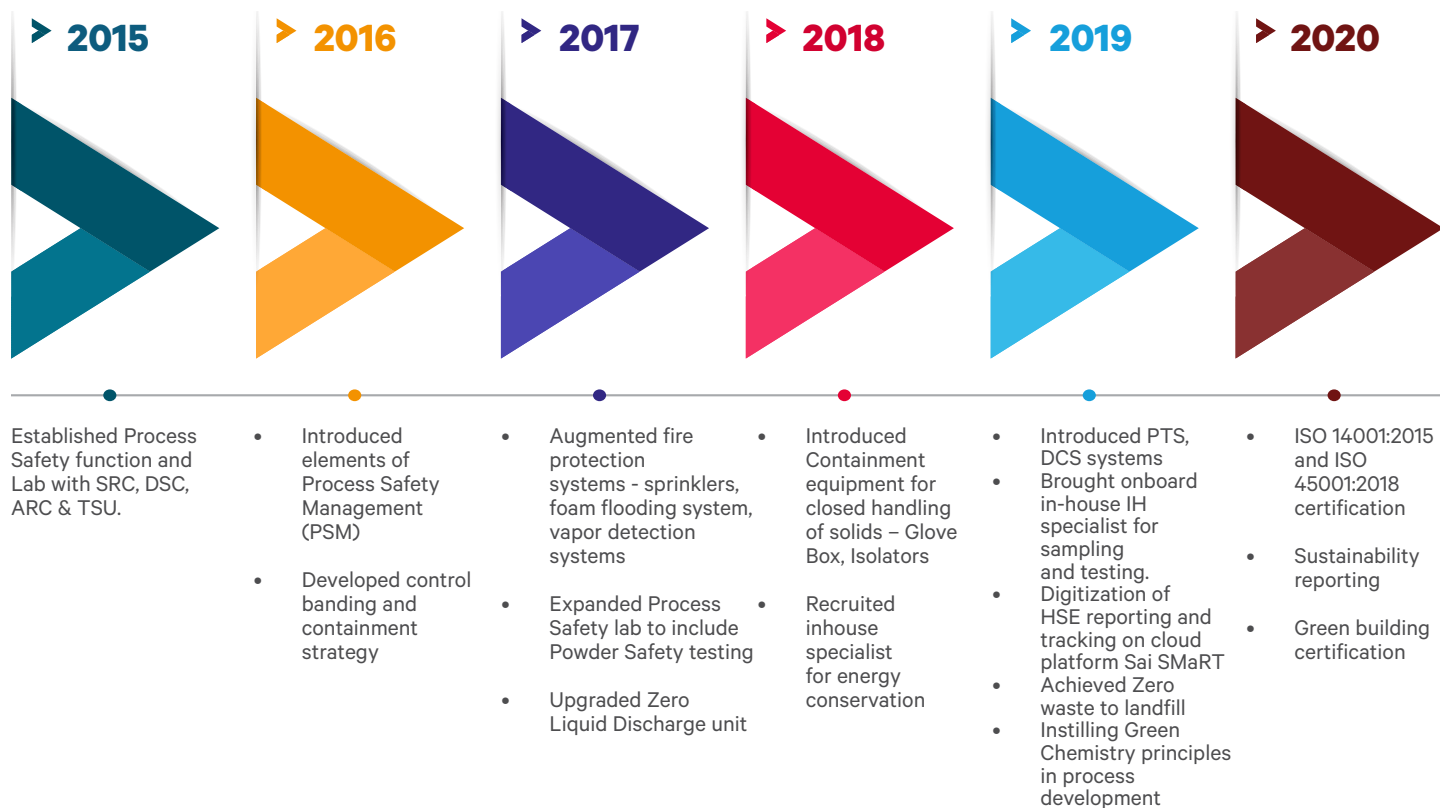 2015
Established Process
Safety function and
Lab with SRC, DSC,
ARC & TSU.
2016
• Introduced
elements of
Process Safety
Management
(PSM)
• Developed control
banding and
containment
strategy
2017
• Augmented fire
protection
systems - sprinklers,
foam flooding system,
vapor detection
systems
• Expanded Process
Safety lab to include
Powder Safety testing
• Upgraded Zero
Liquid Discharge unit
2018
• Introduced
Containment
equipment for
closed handling
of solids – Glove
Box, Isolators
• Recruited
inhouse
specialist
for energy
conservation
2019
• Introduced PTS,
DCS systems
• Brought onboard
in-house IH
specialist for
sampling
and testing.
• Digitization of
HSE reporting and
tracking on cloud
platform Sai SMaRT
• Achieved Zero
waste to landfill
• Instilling Green
Chemistry principles
in process
development
2020
• ISO 14001:2015
and ISO
45001:2018
certification
• Sustainability
reporting
• Green building
certification